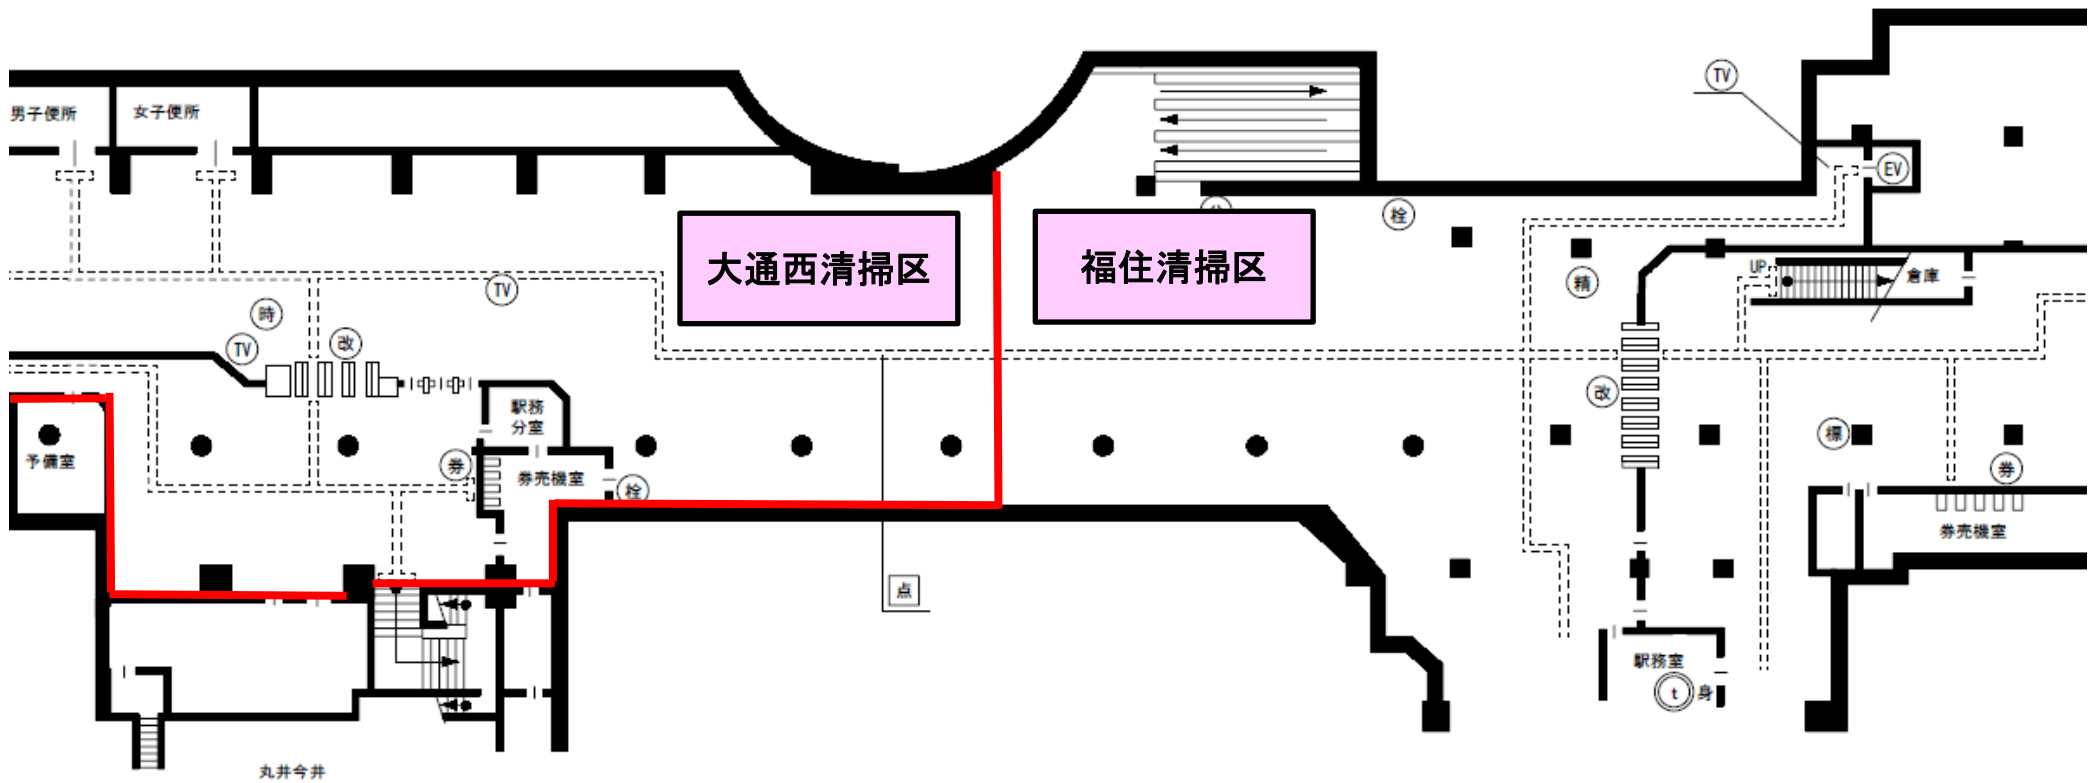 男子便所
女子便所
TV
EV
栓
大通西清掃区
福住清掃区
精
UP
倉庫
TV
時
TV
改
改
駅務
分室
予備室
券
券売機室
栓
標
券
券売機室
点
駅務室
t
身
丸井今井